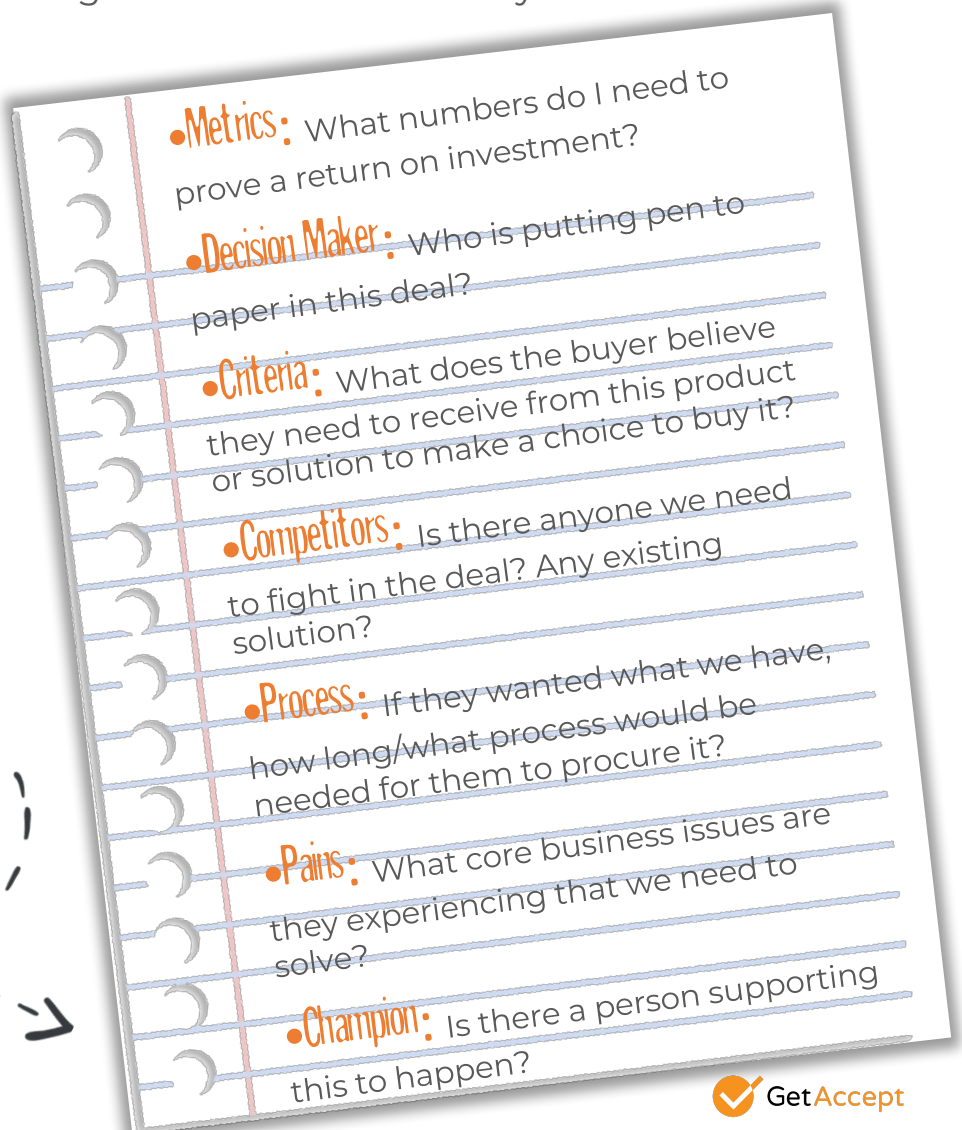 •Metrics: What numbers do I need to
prove a return on investment?
•Decision Maker: Who is putting pen to
paper in this deal?
•Criteria: What does the buyer believe
they need to receive from this product
or solution to make a choice to buy it?
•Competitors: Is there anyone we need
to fight in the deal? Any existing
solution?
•Process: If they wanted what we have,
how long/what process would be
needed for them to procure it?
•Pains: What core business issues are
they experiencing that we need to
solve?
•Champion: Is there a person supporting
this to happen?
GetAccept